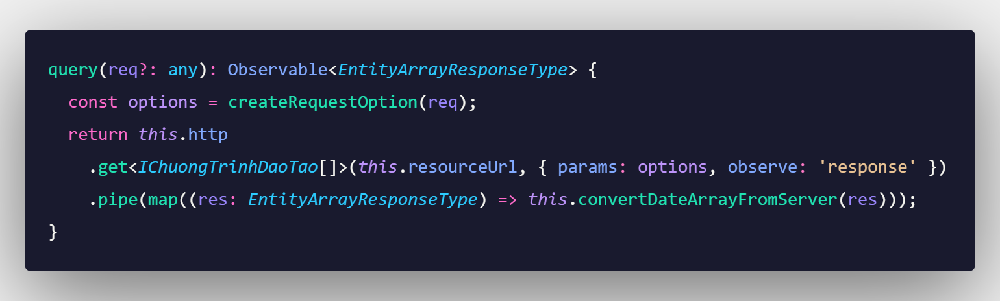 query(req?: any): Observable<EntityArrayResponseType> {
  const options = createRequestOption(req);
  return this.http
    .get<IChuongTrinhDaoTao[]>(this.resourceUrl, { params: options, observe: 'response' })
    .pipe(map((res: EntityArrayResponseType) => this.convertDateArrayFromServer(res)));
}